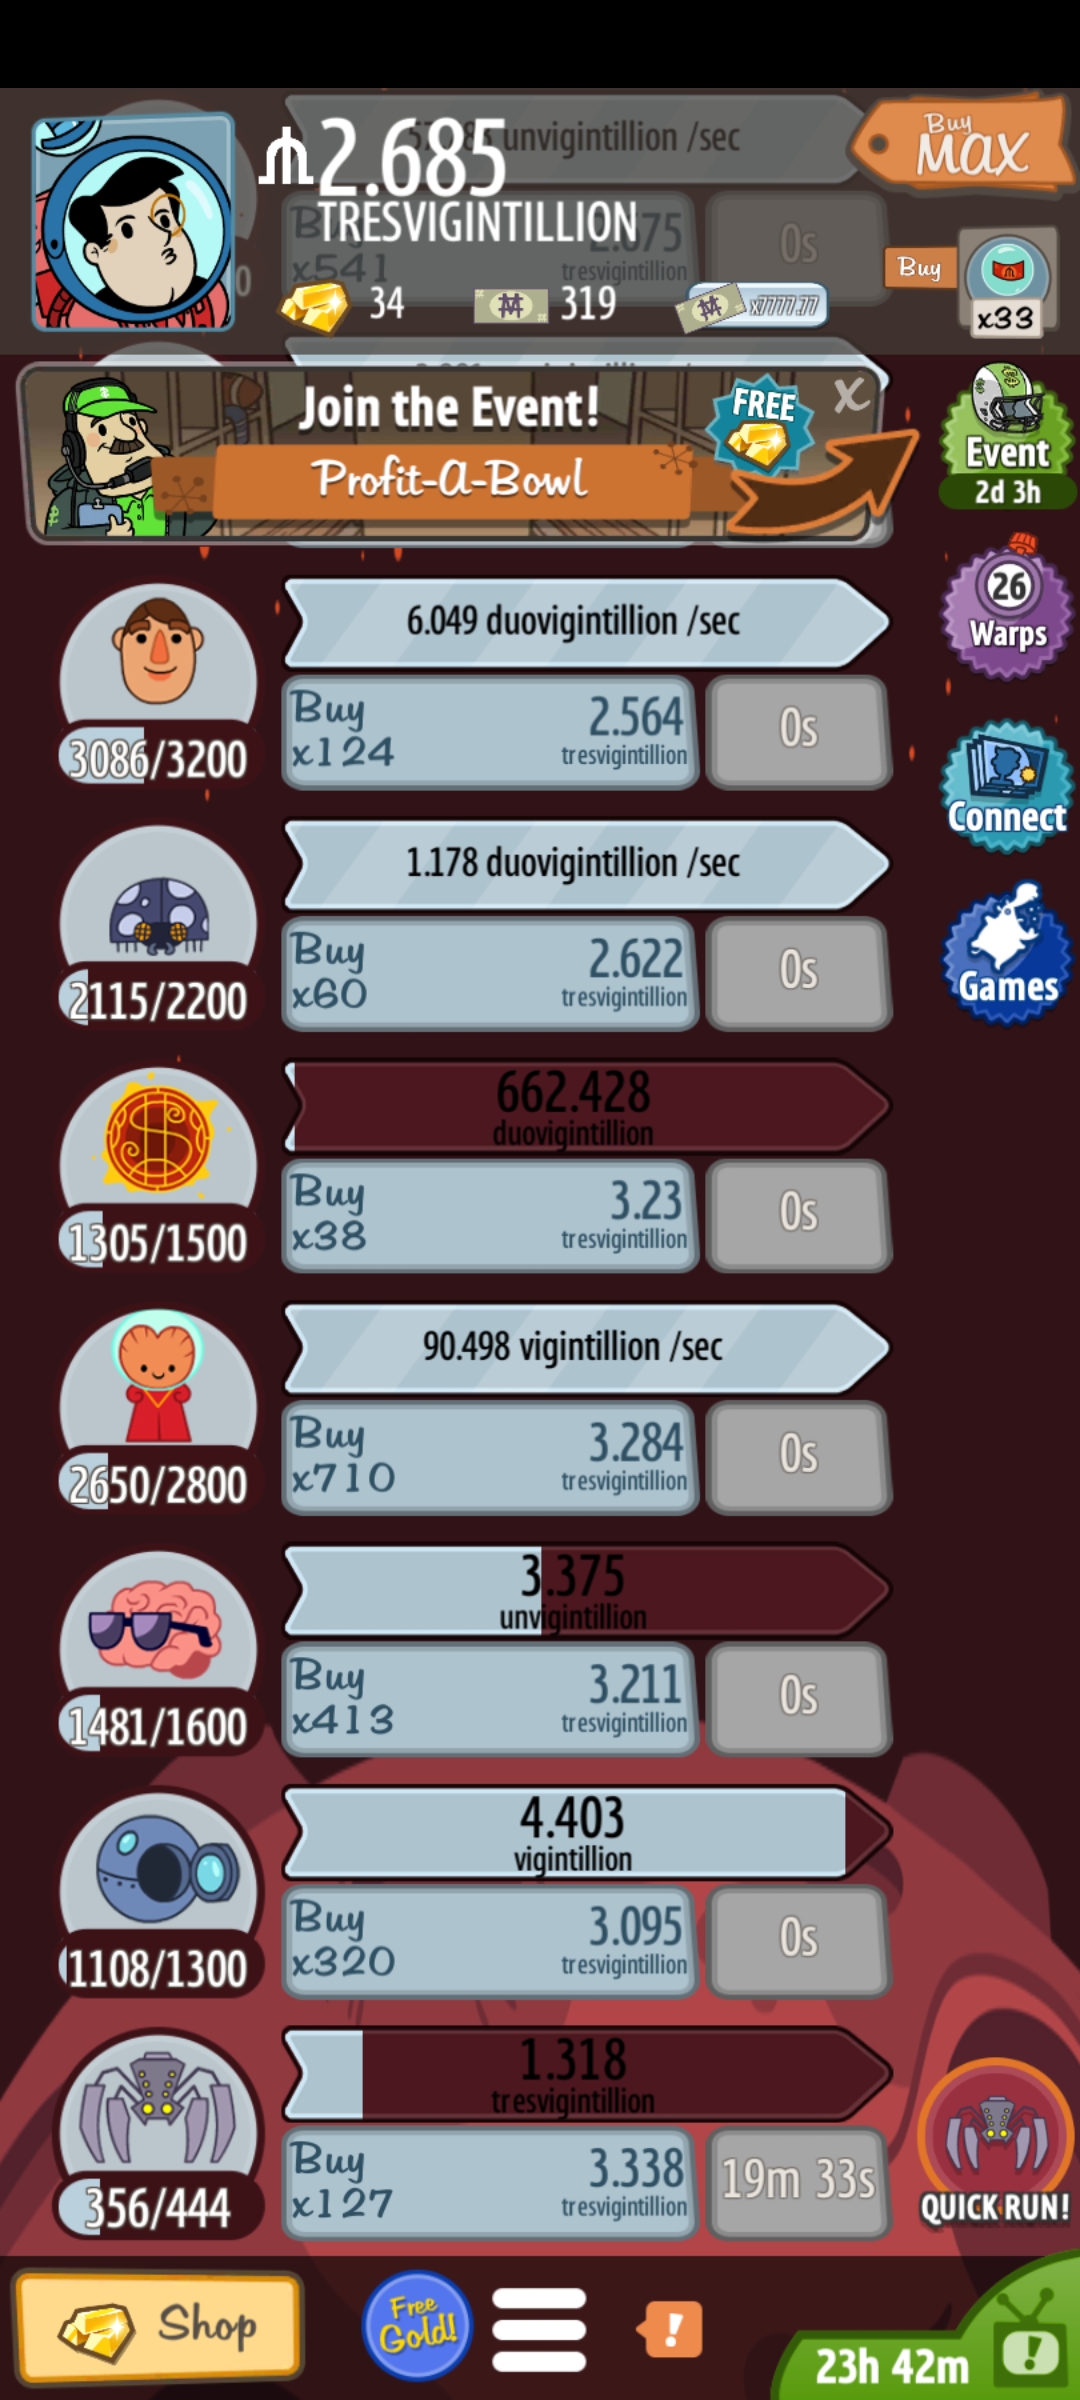 unvigintillion /sec
2.685
TRESVIGINTILLION
Buy
MAX
x541
tresvigintillion
0s
34
319
x7777.77
Buy
x33
Join the Event!
FREE
X
Profit-A-Bowl
Event
2d 3h
26
Warps
Connect
Games
6.049 duovigintillion /sec
Buy
x124
2.564
tresvigintillion
0s
3086/3200
1.178 duovigintillion /sec
Buy
x60
2.622
tresvigintillion
0s
2115/2200
662.428
duovigintillion
Buy
x38
3.23
tresvigintillion
0s
1305/1500
90.498 vigintillion /sec
Buy
x710
3.284
tresvigintillion
0s
2650/2800
3.375
unvigintillion
Buy
x413
3.211
tresvigintillion
0s
1481/1600
4.403
vigintillion
Buy
x320
3.095
tresvigintillion
0s
1108/1300
1.318
tresvigintillion
Buy
x127
3.338
tresvigintillion
19m 33s
356/444
QUICK RUN!
Shop
Free
Gold!
!
23h 42m
!